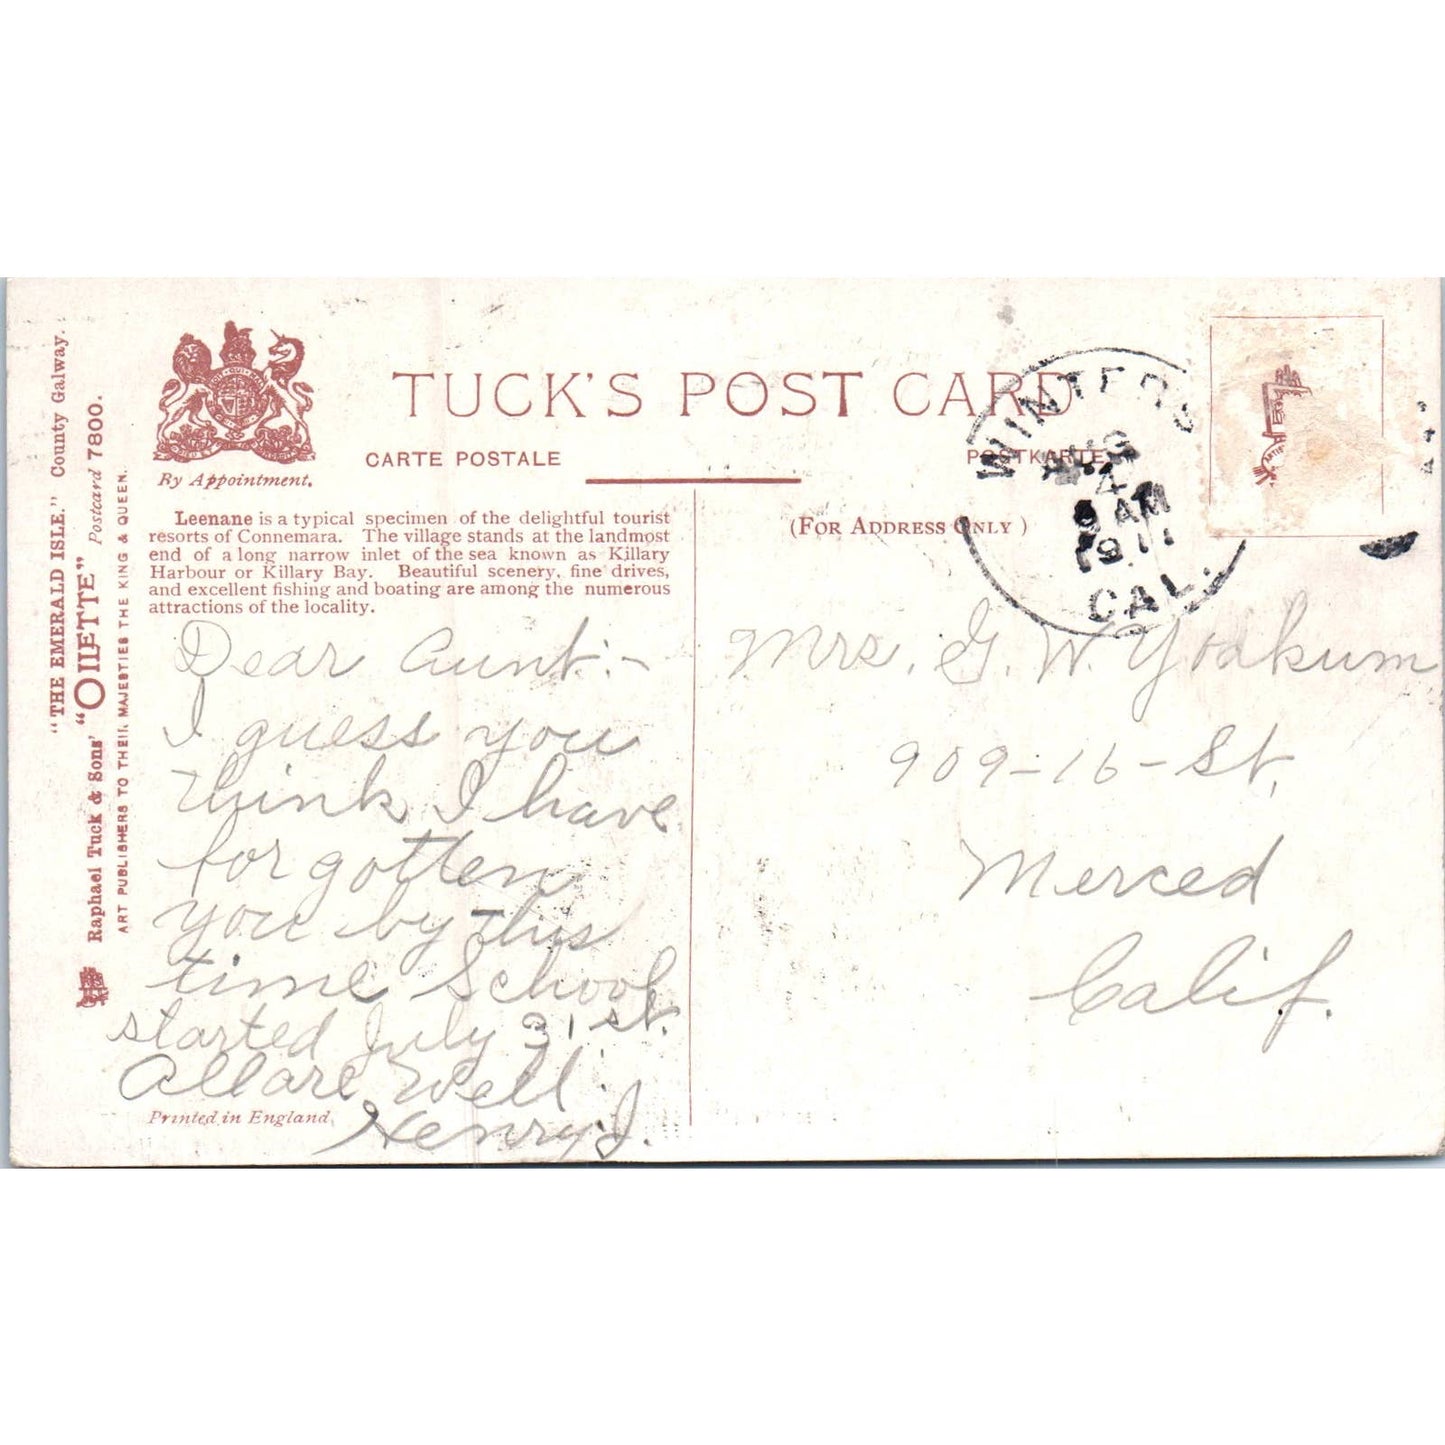 "THE EMERALD ISLE." County Galway.
Raphael Tuck & Sons' "OILETTE" Postcard 7800.
ART PUBLISHERS TO THEIR MAJESTIES THE KING & QUEEN.
By Appointment.
TUCK'S POST CARD
CARTE POSTALE
POSTKARTE
(FOR ADDRESS ONLY)
WINTERS
AUG
4
8 AM
1911
CAL.
Leenane is a typical specimen of the delightful tourist
resorts of Connemara. The village stands at the landmost
end of a long narrow inlet of the sea known as Killary
Harbour or Killary Bay. Beautiful scenery, fine drives,
and excellent fishing and boating are among the numerous
attractions of the locality.
Dear Aunt:-
I guess you
think I have
forgotten
you by this
time School
started July 31st.
All are well
Henry J.
Printed in England.
Mrs. G. W. Yoakum
909-16-St.
Merced
Calif.